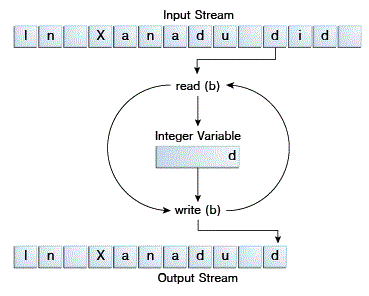 Input Stream
I n X a n a d u d i d
read (b)
Integer Variable
d
write (b)
I n X a n a d u d
Output Stream